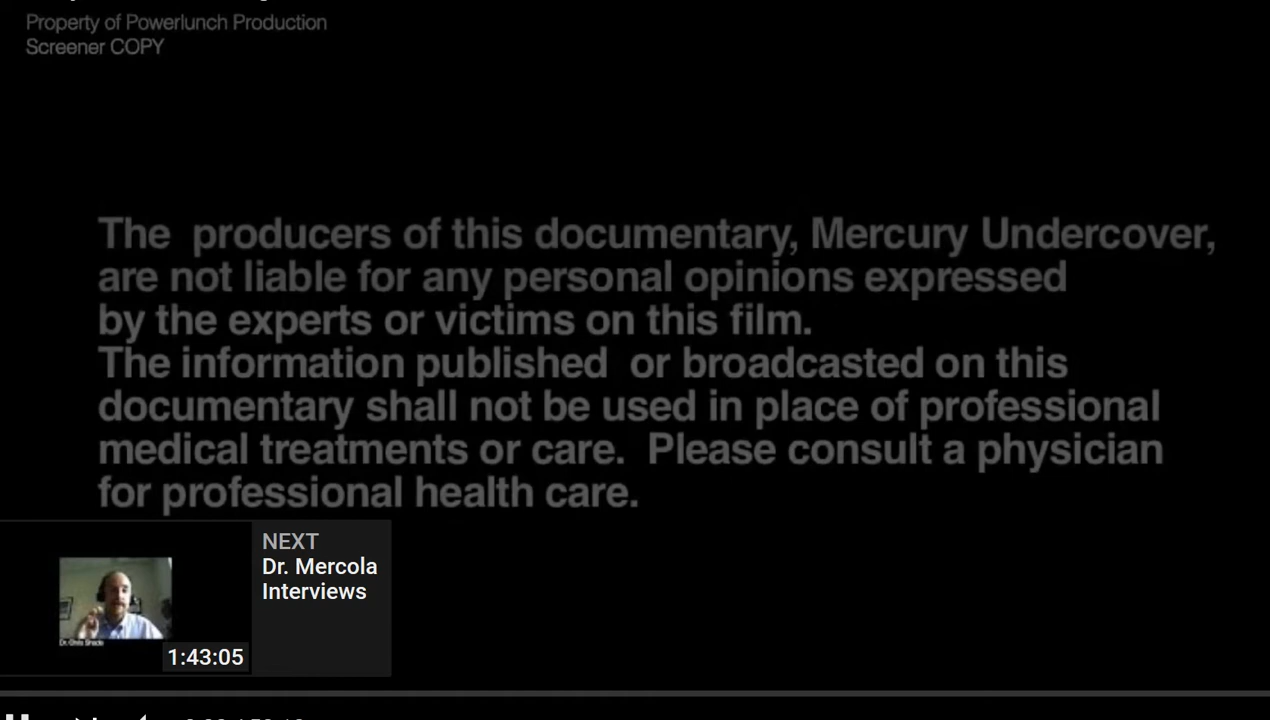 Property of Powerlunch Production
Screener COPY
The producers of this documentary, Mercury Undercover,
are not liable for any personal opinions expressed
by the experts or victims on this film.
The information published or broadcasted on this
documentary shall not be used in place of professional
medical treatments or care. Please consult a physician
for professional health care.
NEXT
Dr. Mercola
Interviews
Dr. Chris Shade
1:43:05